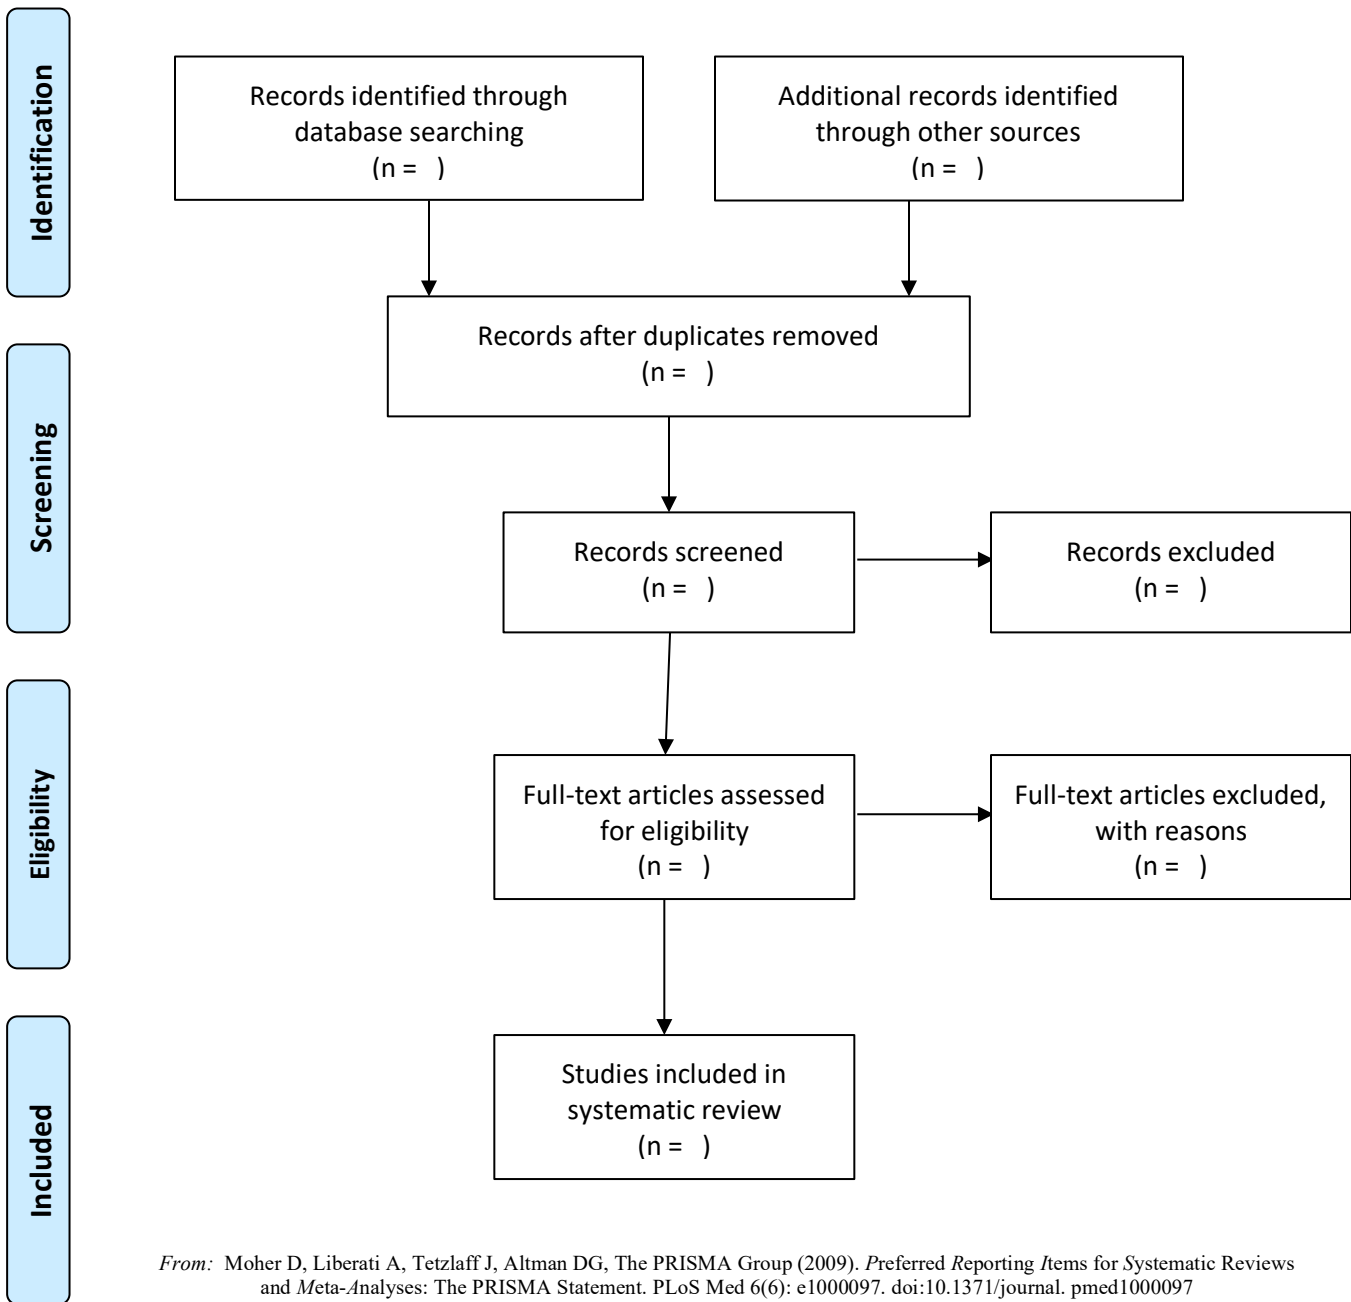 Identification
Records identified through
database searching
(n =   )
Additional records identified
through other sources
(n =   )
Records after duplicates removed
(n =   )
Screening
Records screened
(n =   )
Records excluded
(n =   )
Eligibility
Full-text articles assessed
for eligibility
(n =   )
Full-text articles excluded,
with reasons
(n =   )
Included
Studies included in
systematic review
(n =   )
From: Moher D, Liberati A, Tetzlaff J, Altman DG, The PRISMA Group (2009). Preferred Reporting Items for Systematic Reviews
and Meta-Analyses: The PRISMA Statement. PLoS Med 6(6): e1000097. doi:10.1371/journal. pmed1000097